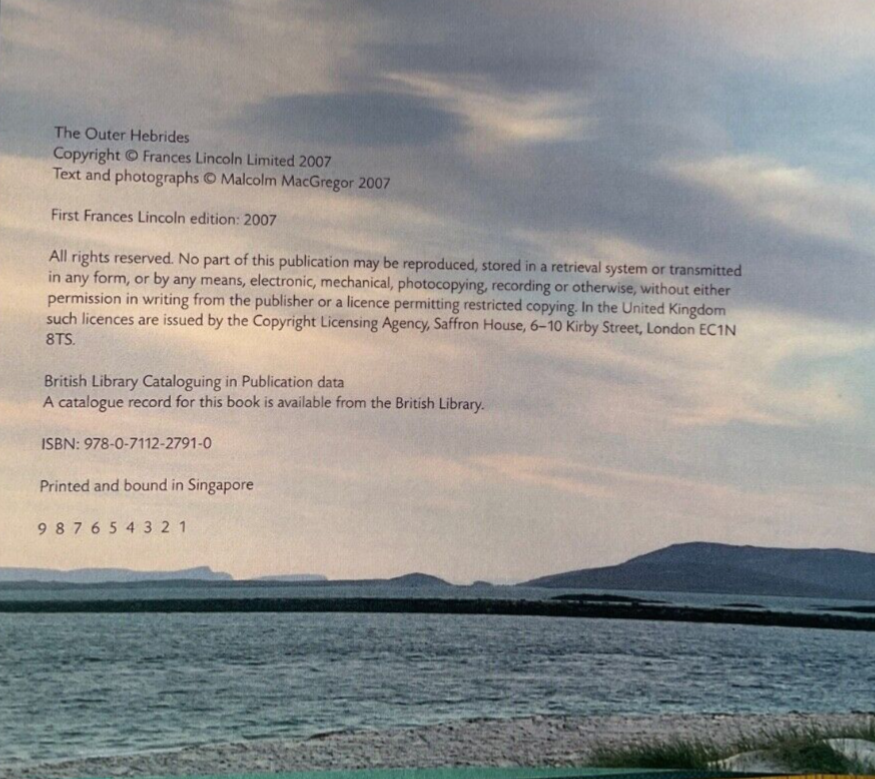 The Outer Hebrides
Copyright © Frances Lincoln Limited 2007
Text and photographs © Malcolm MacGregor 2007
First Frances Lincoln edition: 2007
All rights reserved. No part of this publication may be reproduced, stored in a retrieval system or transmitted
in any form, or by any means, electronic, mechanical, photocopying, recording or otherwise, without either
permission in writing from the publisher or a licence permitting restricted copying. In the United Kingdom
such licences are issued by the Copyright Licensing Agency, Saffron House, 6–10 Kirby Street, London EC1N
8TS.
British Library Cataloguing in Publication data
A catalogue record for this book is available from the British Library.
ISBN: 978-0-7112-2791-0
Printed and bound in Singapore
9 8 7 6 5 4 3 2 1